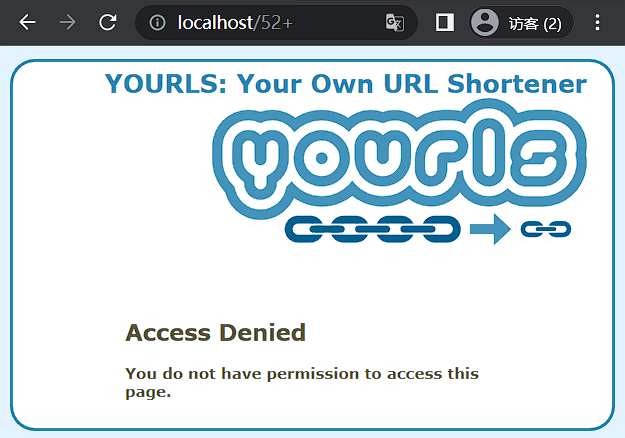 localhost/52+
访客 (2)
YOURLS: Your Own URL Shortener
yourls
Access Denied
You do not have permission to access this
page.